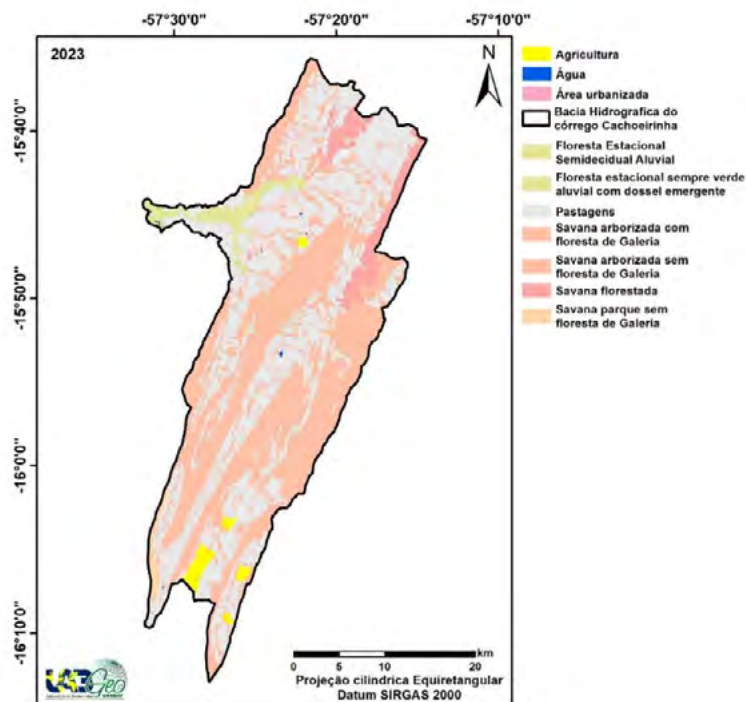 -57°30'0" -57°20'0" -57°10'0"
2023
N
-15°40'0"
-15°50'0"
-16°0'0"
-16°10'0"
Agricultura
Água
Área urbanizada
Bacia Hidrografica do
córrego Cachoeirinha
Floresta Estacional
Semidecidual Aluvial
Floresta estacional sempre verde
aluvial com dossel emergente
Pastagens
Savana arborizada com
floresta de Galeria
Savana arborizada sem
floresta de Galeria
Savana florestada
Savana parque sem
floresta de Galeria
km
0 5 10 20
Projeção cilíndrica Equiretangular
Datum SIRGAS 2000
Geo